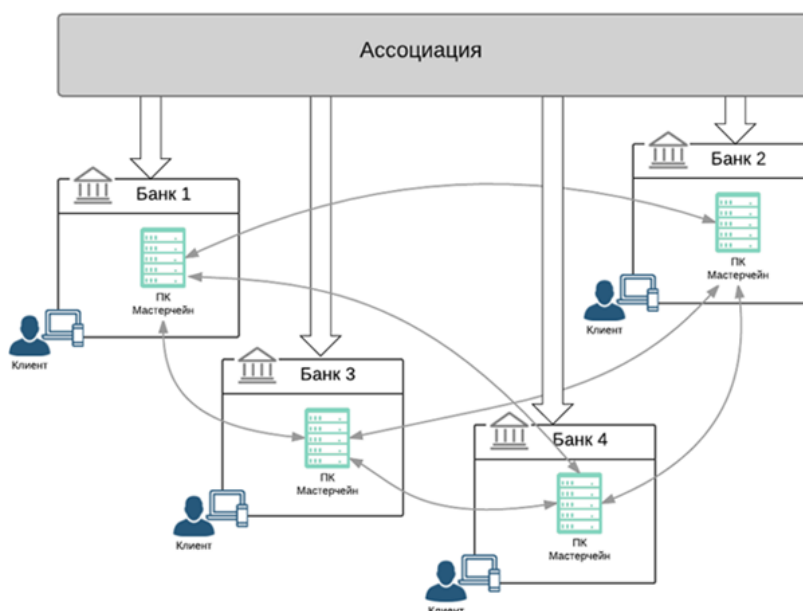 Ассоциация
Банк 1
ПК
Мастерчейн
Клиент
Банк 2
ПК
Мастерчейн
Клиент
Банк 3
ПК
Мастерчейн
Клиент
Банк 4
ПК
Мастерчейн
Клиент